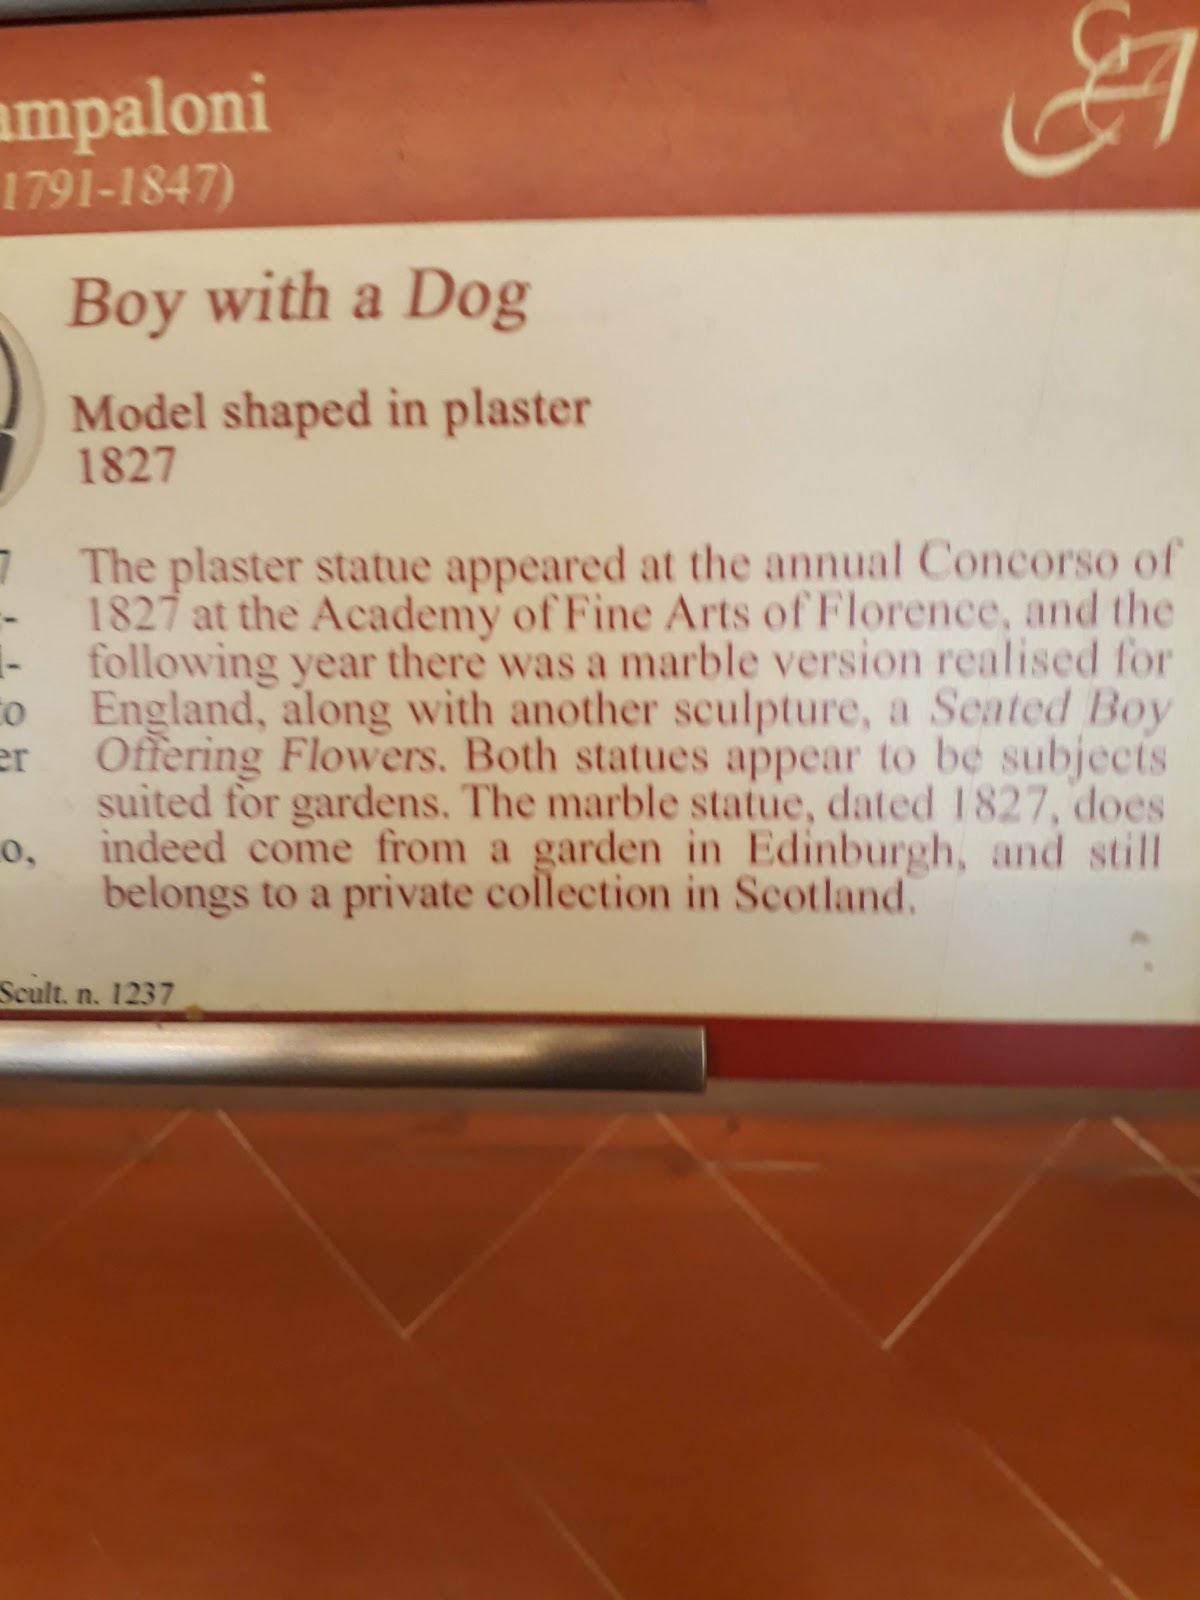 ampaloni
1791-1847)
Boy with a Dog
Model shaped in plaster
1827
The plaster statue appeared at the annual Concorso of
1827 at the Academy of Fine Arts of Florence, and the
following year there was a marble version realised for
England, along with another sculpture, a Seated Boy
Offering Flowers. Both statues appear to be subjects
suited for gardens. The marble statue, dated 1827, does
indeed come from a garden in Edinburgh, and still
belongs to a private collection in Scotland.
7
-
l-
to
er
o,
Scult. n. 1237